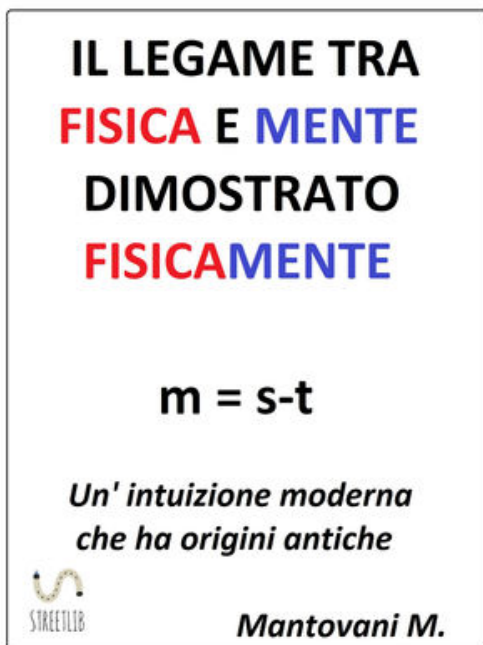 IL LEGAME TRA
FISICA E MENTE
DIMOSTRATO
FISICAMENTE
m = s-t
Un' intuizione moderna
che ha origini antiche
STREETLIB
Mantovani M.